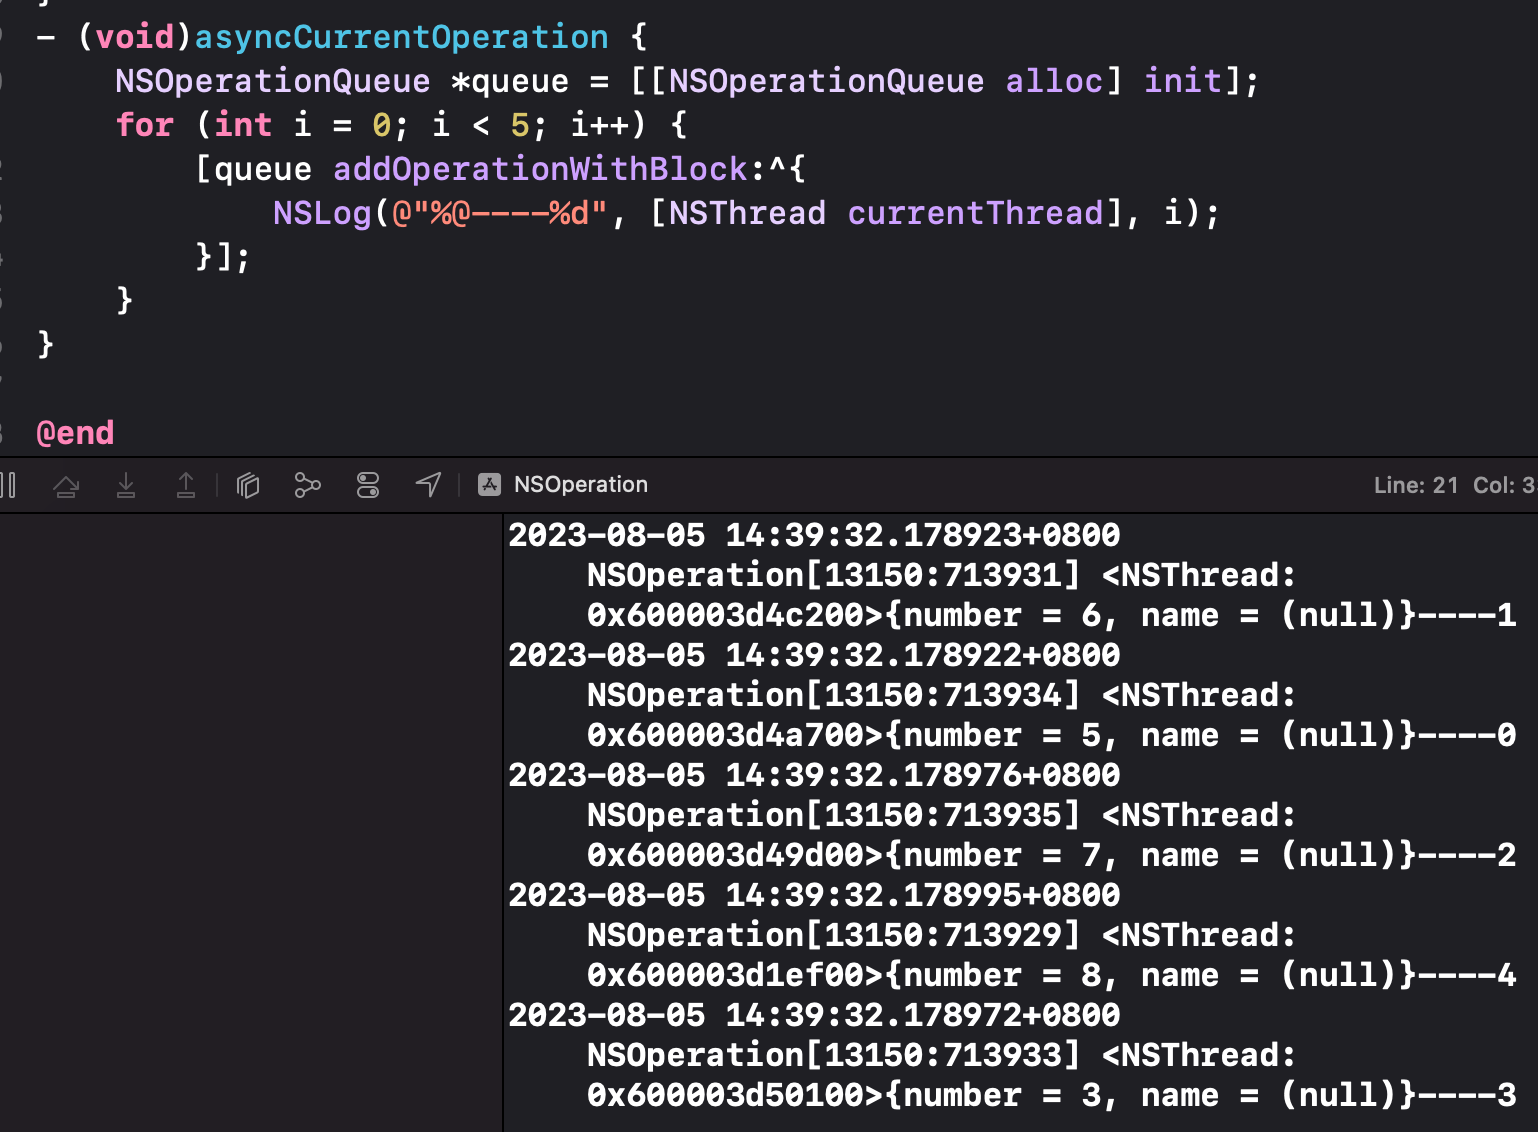 }
- (void)asyncCurrentOperation {
    NSOperationQueue *queue = [[NSOperationQueue alloc] init];
    for (int i = 0; i < 5; i++) {
        [queue addOperationWithBlock:^{
            NSLog(@"%@----%d", [NSThread currentThread], i);
        }];
    }
}
@end
NSOperation
Line: 21 Col: 3
2023-08-05 14:39:32.178923+0800
    NSOperation[13150:713931] <NSThread:
    0x600003d4c200>{number = 6, name = (null)}----1
2023-08-05 14:39:32.178922+0800
    NSOperation[13150:713934] <NSThread:
    0x600003d4a700>{number = 5, name = (null)}----0
2023-08-05 14:39:32.178976+0800
    NSOperation[13150:713935] <NSThread:
    0x600003d49d00>{number = 7, name = (null)}----2
2023-08-05 14:39:32.178995+0800
    NSOperation[13150:713929] <NSThread:
    0x600003d1ef00>{number = 8, name = (null)}----4
2023-08-05 14:39:32.178972+0800
    NSOperation[13150:713933] <NSThread:
    0x600003d50100>{number = 3, name = (null)}----3